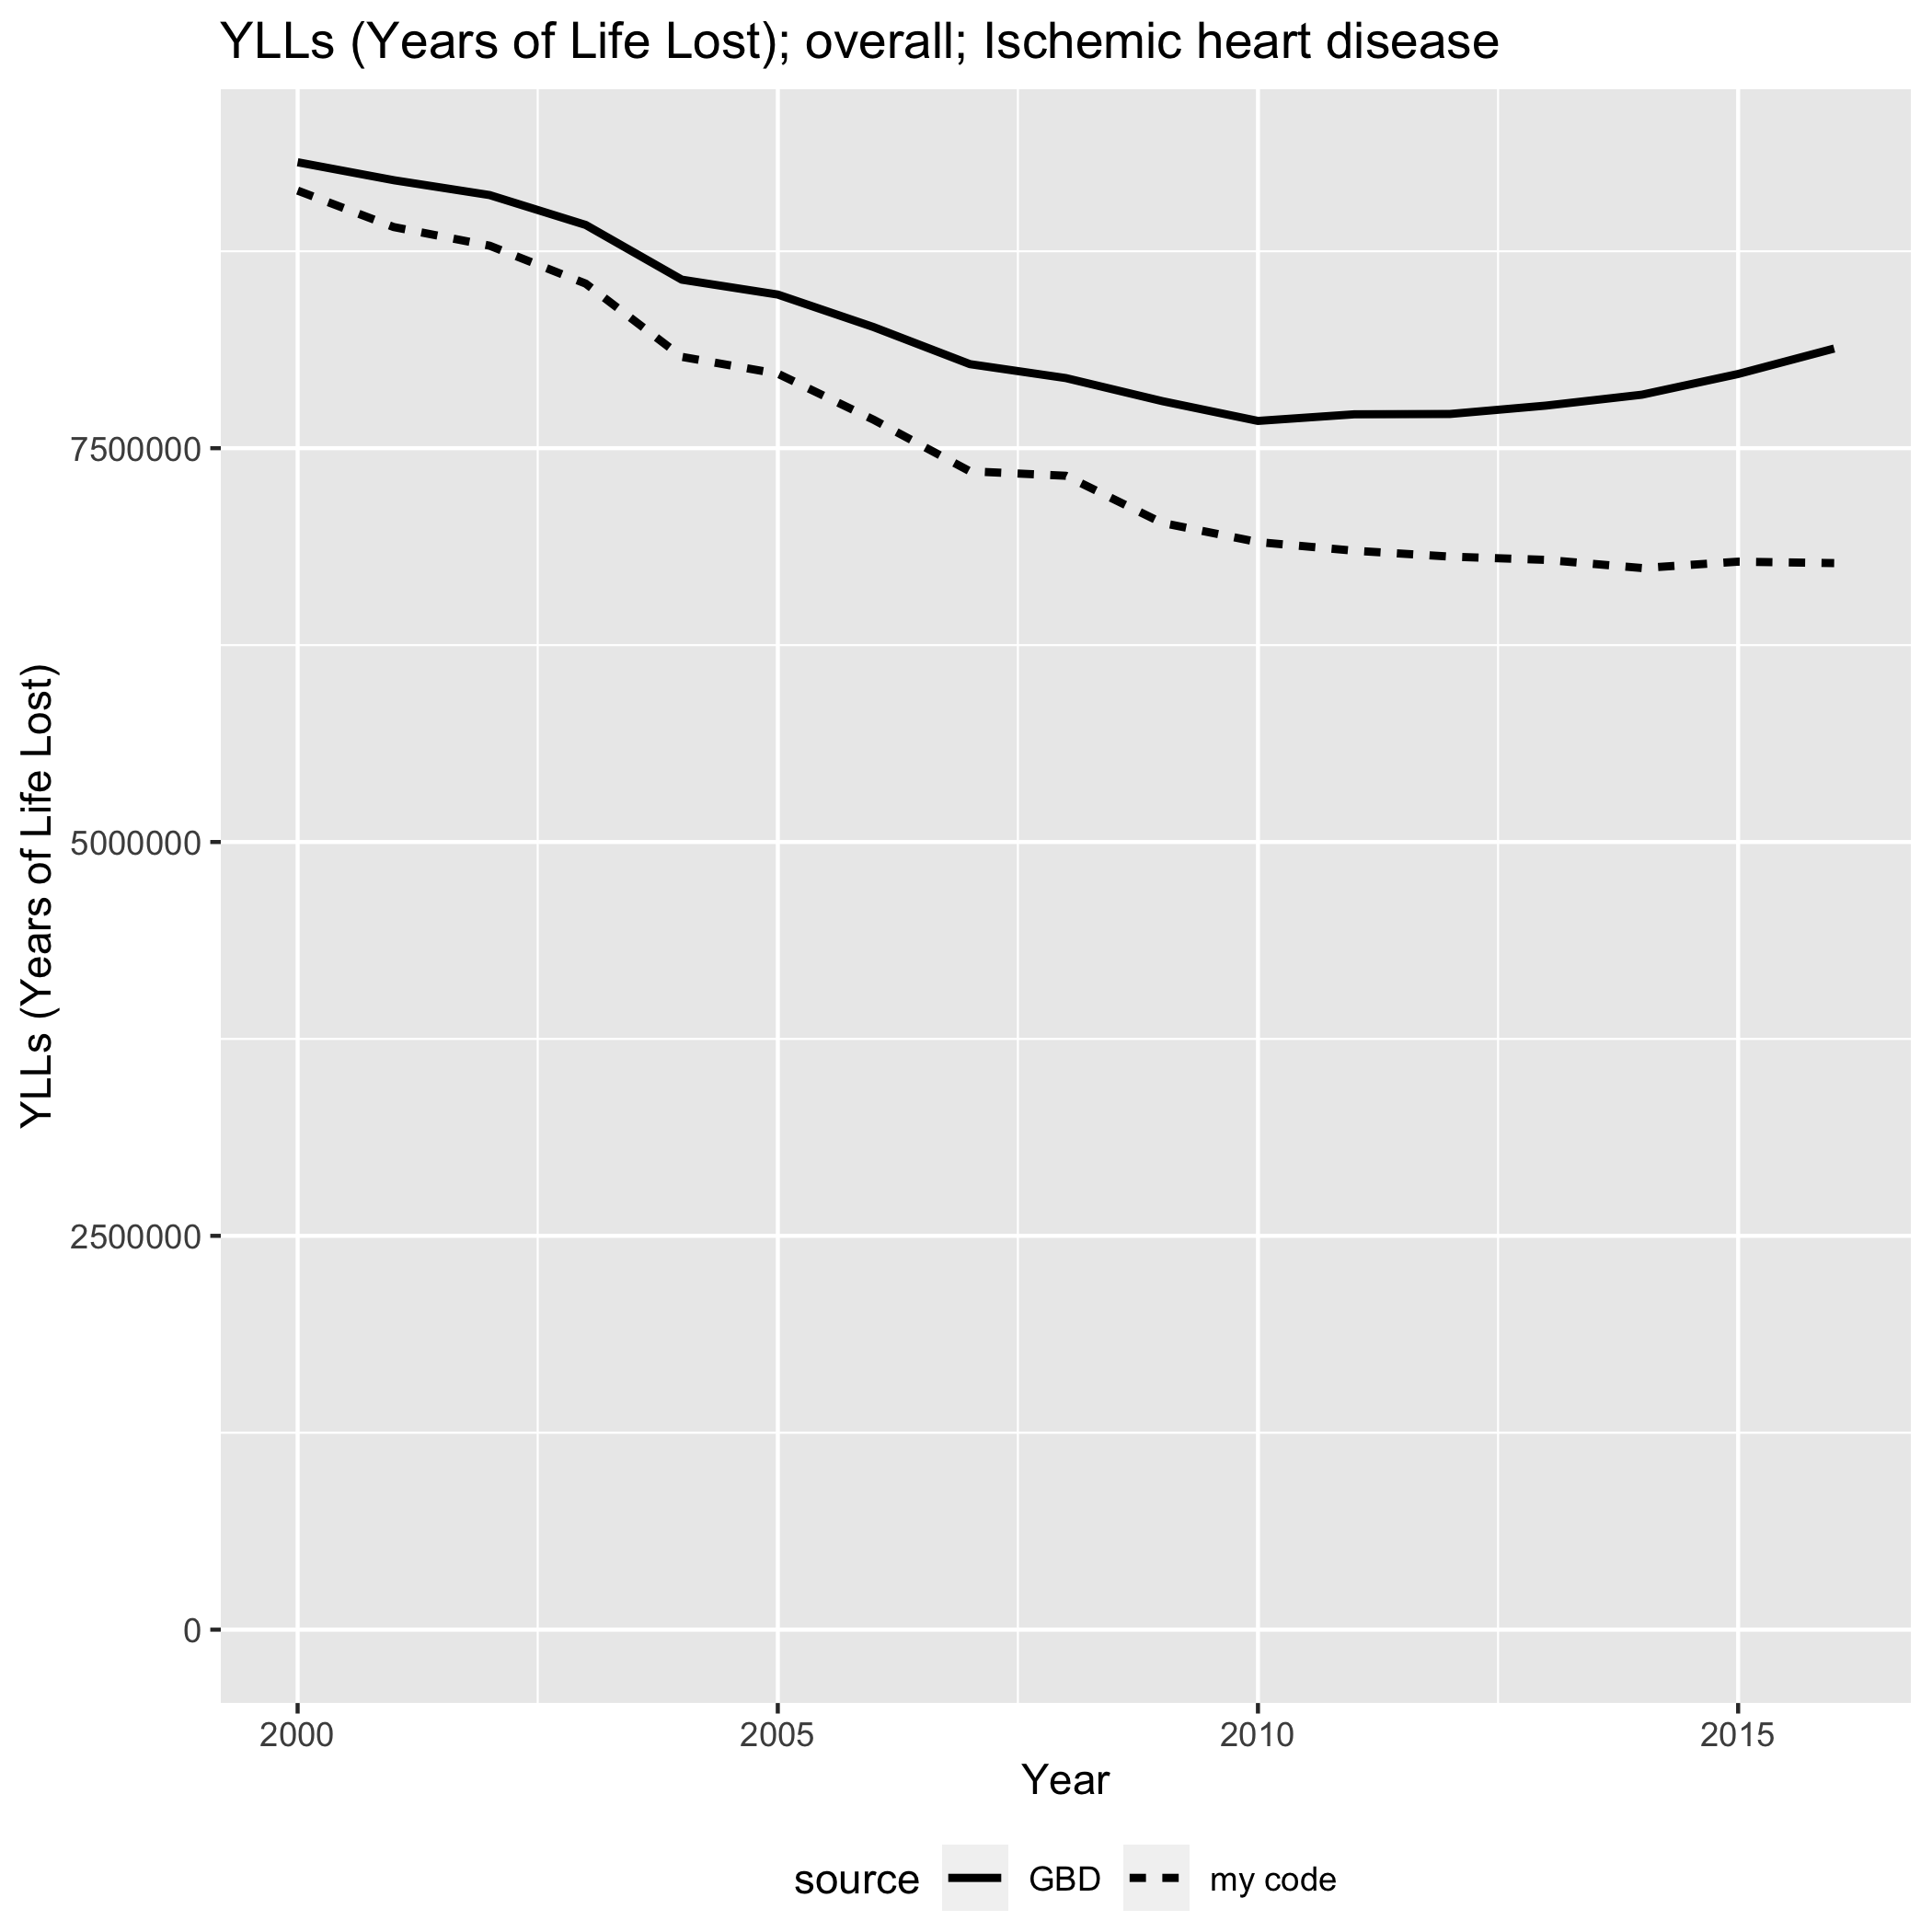 YLLs (Years of Life Lost); overall; Ischemic heart disease
YLLs (Years of Life Lost)
7500000
5000000
2500000
0
2000 2005 2010 2015
Year
source GBD my code